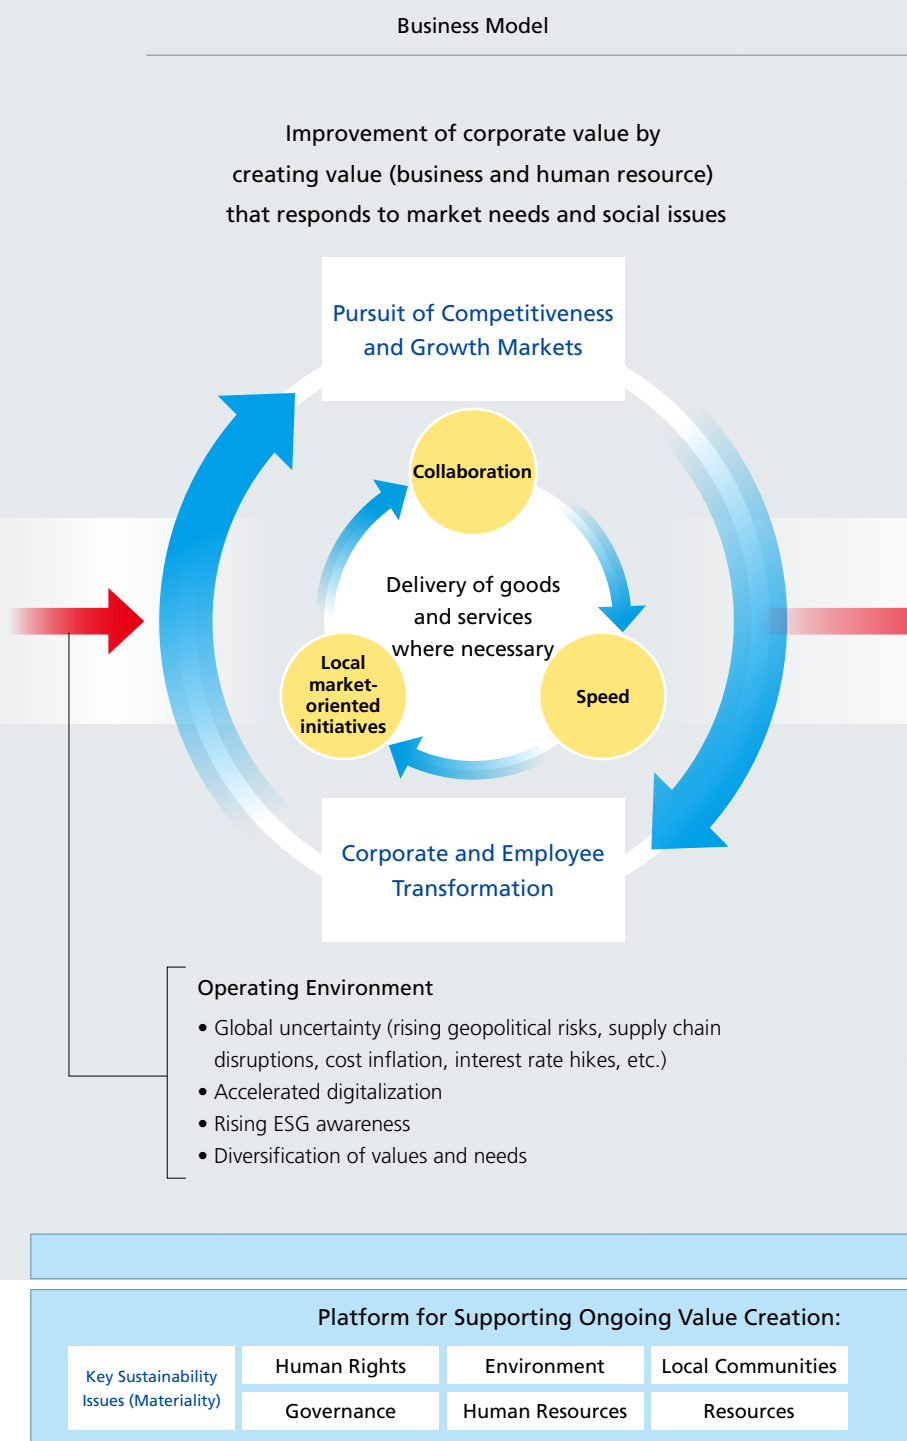 Business Model
Improvement of corporate value by
creating value (business and human resource)
that responds to market needs and social issues
Pursuit of Competitiveness
and Growth Markets
Collaboration
Delivery of goods
and services
where necessary
Local
market-
oriented
initiatives
Speed
Corporate and Employee
Transformation
Operating Environment
• Global uncertainty (rising geopolitical risks, supply chain
disruptions, cost inflation, interest rate hikes, etc.)
• Accelerated digitalization
• Rising ESG awareness
• Diversification of values and needs
Platform for Supporting Ongoing Value Creation:
Key Sustainability
Issues (Materiality)
Human Rights
Environment
Local Communities
Governance
Human Resources
Resources